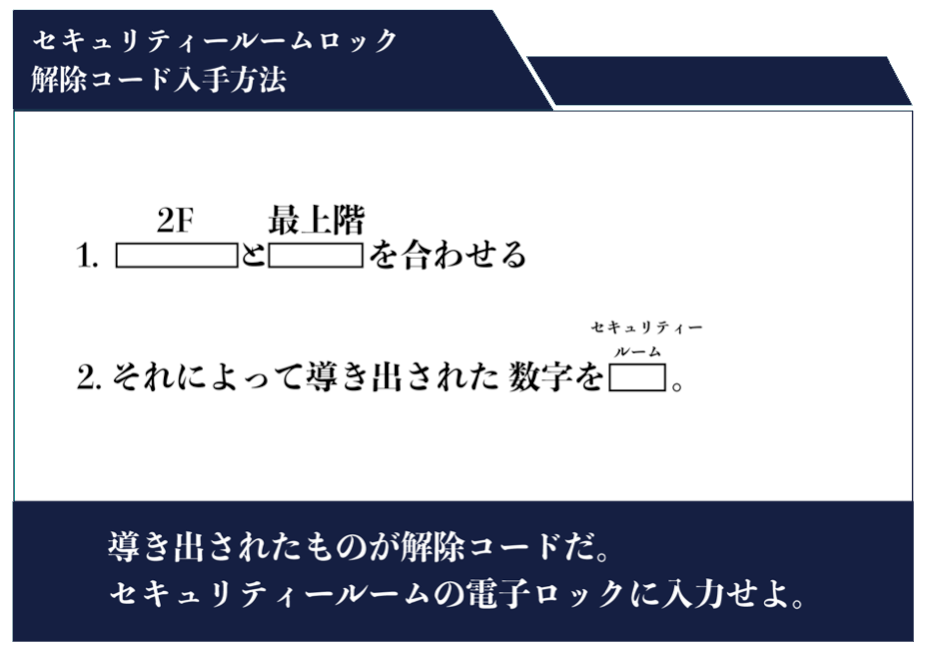 セキュリティールームロック
解除コード入手方法
2F 最上階
1. と を合わせる
セキュリティー
ルーム
2. それによって導き出された 数字を 。
導き出されたものが解除コードだ。
セキュリティールームの電子ロックに入力せよ。